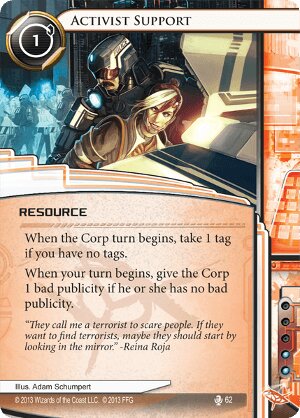 ACTIVIST SUPPORT
1
RESOURCE
When the Corp turn begins, take 1 tag
if you have no tags.
When your turn begins, give the Corp
1 bad publicity if he or she has no bad
publicity.
“They call me a terrorist to scare people. If they
want to find terrorists, maybe they should start by
looking in the mirror.” -Reina Roja
Illus. Adam Schumpert
© 2013 Wizards of the Coast LLC. © 2013 FFG
62